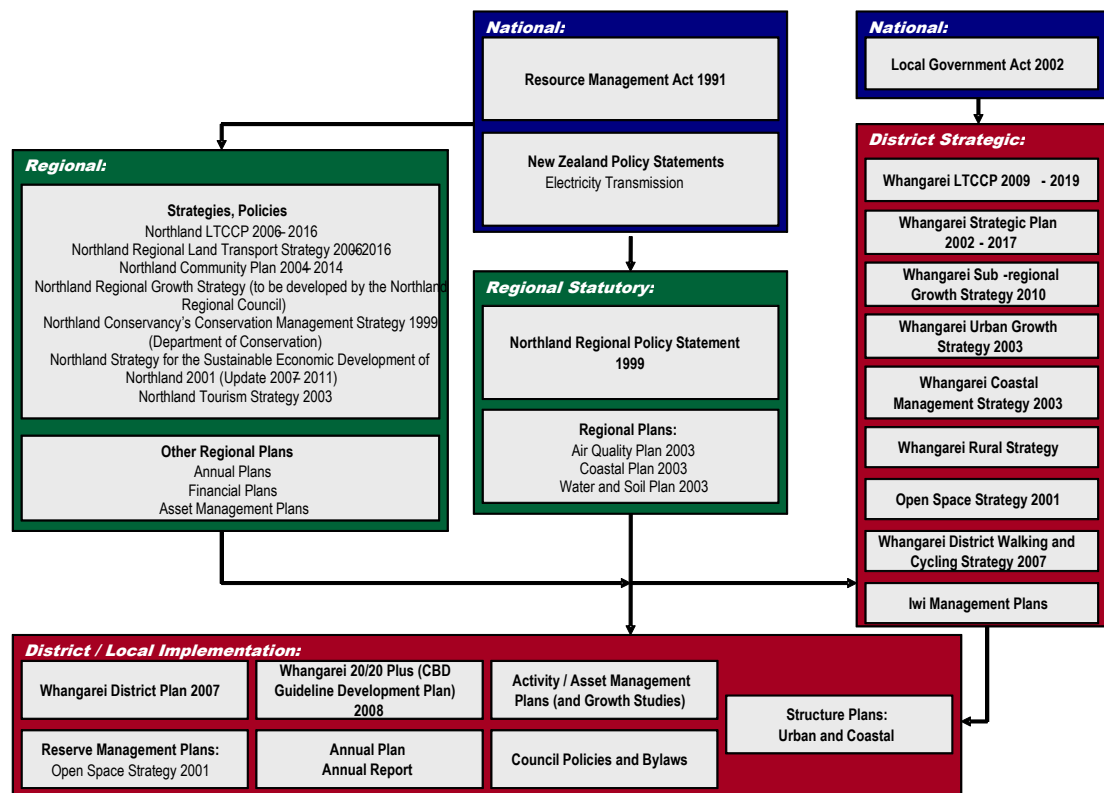 National:
Resource Management Act 1991
New Zealand Policy Statements
Electricity Transmission
National:
Local Government Act 2002
Regional:
Strategies, Policies
Northland LTCCP 2006– 2016
Northland Regional Land Transport Strategy 2006–2016
Northland Community Plan 2004– 2014
Northland Regional Growth Strategy (to be developed by the Northland
Regional Council)
Northland Conservancy’s Conservation Management Strategy 1999
(Department of Conservation)
Northland Strategy for the Sustainable Economic Development of
Northland 2001 (Update 2007– 2011)
Northland Tourism Strategy 2003
Other Regional Plans
Annual Plans
Financial Plans
Asset Management Plans
Regional Statutory:
Northland Regional Policy Statement
1999
Regional Plans:
Air Quality Plan 2003
Coastal Plan 2003
Water and Soil Plan 2003
District Strategic:
Whangarei LTCCP 2009 - 2019
Whangarei Strategic Plan
2002 - 2017
Whangarei Sub -regional
Growth Strategy 2010
Whangarei Urban Growth
Strategy 2003
Whangarei Coastal
Management Strategy 2003
Whangarei Rural Strategy
Open Space Strategy 2001
Whangarei District Walking and
Cycling Strategy 2007
Iwi Management Plans
District / Local Implementation:
Whangarei District Plan 2007
Whangarei 20/20 Plus (CBD
Guideline Development Plan)
2008
Activity / Asset Management
Plans (and Growth Studies)
Structure Plans:
Urban and Coastal
Reserve Management Plans:
Open Space Strategy 2001
Annual Plan
Annual Report
Council Policies and Bylaws